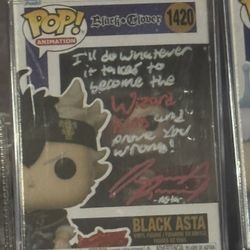 POP!
ANIMATION
Black Clover
1420
I'll do whatever
it takes to
become the
Wizard
King and
prove you
wrong!
-Asta-
BLACK ASTA